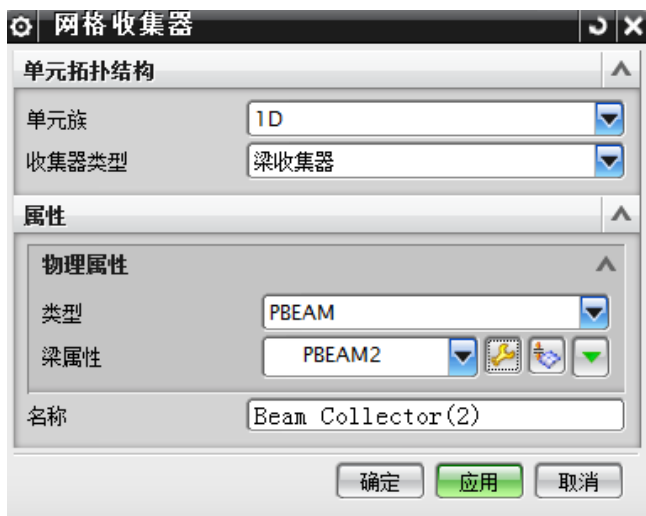 网格收集器
单元拓扑结构
单元族 1D
收集器类型 梁收集器
属性
物理属性
类型 PBEAM
梁属性 PBEAM2
名称 Beam Collector(2)
确定 应用 取消